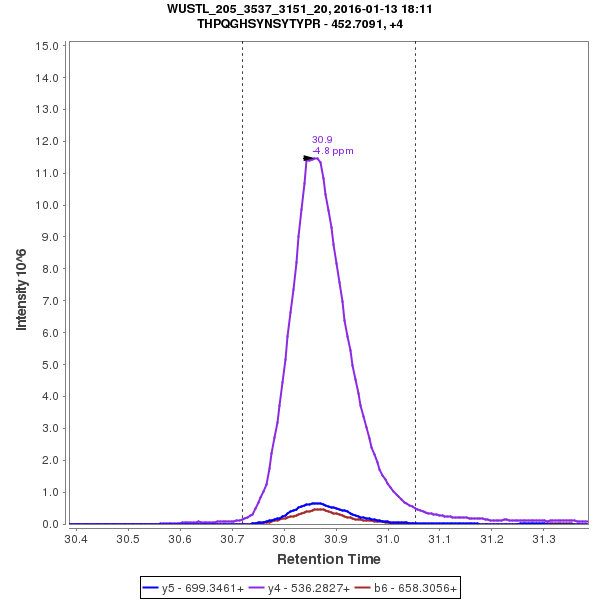 WUSTL_205_3537_3151_20, 2016-01-13 18:11
THPQGHSYNSYTYPR - 452.7091, +4
15.0
14.0
13.0
12.0
11.0
10.0
9.0
8.0
7.0
6.0
5.0
4.0
3.0
2.0
1.0
0.0
Intensity 10^6
30.9
-4.8 ppm
30.4 30.5 30.6 30.7 30.8 30.9 31.0 31.1 31.2 31.3
Retention Time
y5 - 699.3461+ y4 - 536.2827+ b6 - 658.3056+